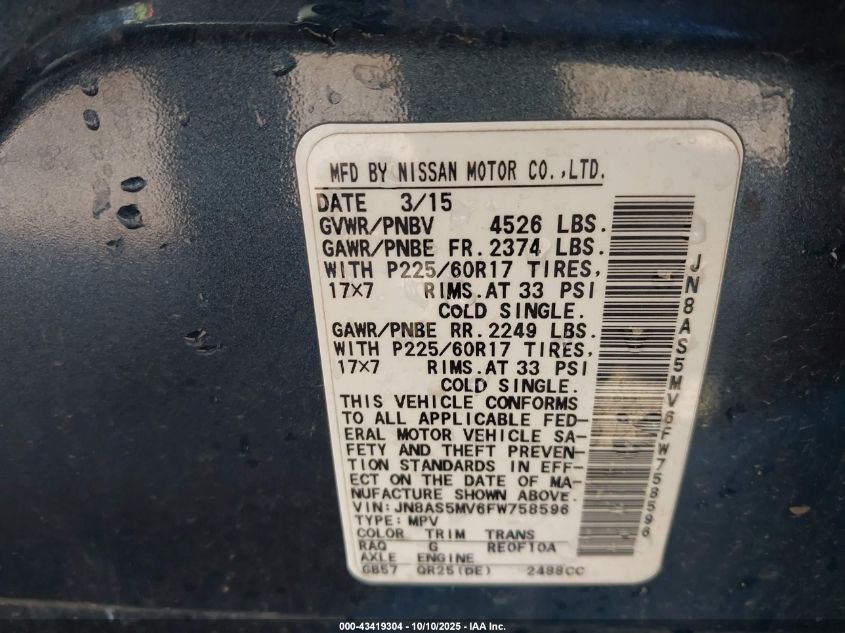 MFD BY NISSAN MOTOR CO.,LTD.
DATE 3/15
GVWR/PNBV 4526 LBS.
GAWR/PNBE FR. 2374 LBS.
WITH P225/60R17 TIRES,
17×7 RIMS. AT 33 PSI
COLD SINGLE.
GAWR/PNBE RR. 2249 LBS.
WITH P225/60R17 TIRES,
17×7 RIMS. AT 33 PSI
COLD SINGLE.
THIS VEHICLE CONFORMS
TO ALL APPLICABLE FED-
ERAL MOTOR VEHICLE SA-
FETY AND THEFT PREVEN-
TION STANDARDS IN EFF-
ECT ON THE DATE OF MA-
NUFACTURE SHOWN ABOVE.
VIN: JN8AS5MV6FW758596
TYPE: MPV
COLOR TRIM TRANS
RAQ G RE0F10A
AXLE ENGINE
GB57 QR25(DE) 2488CC
JN8AS5MV6FW758596
000-43419304 - 10/10/2025 - IAA Inc.